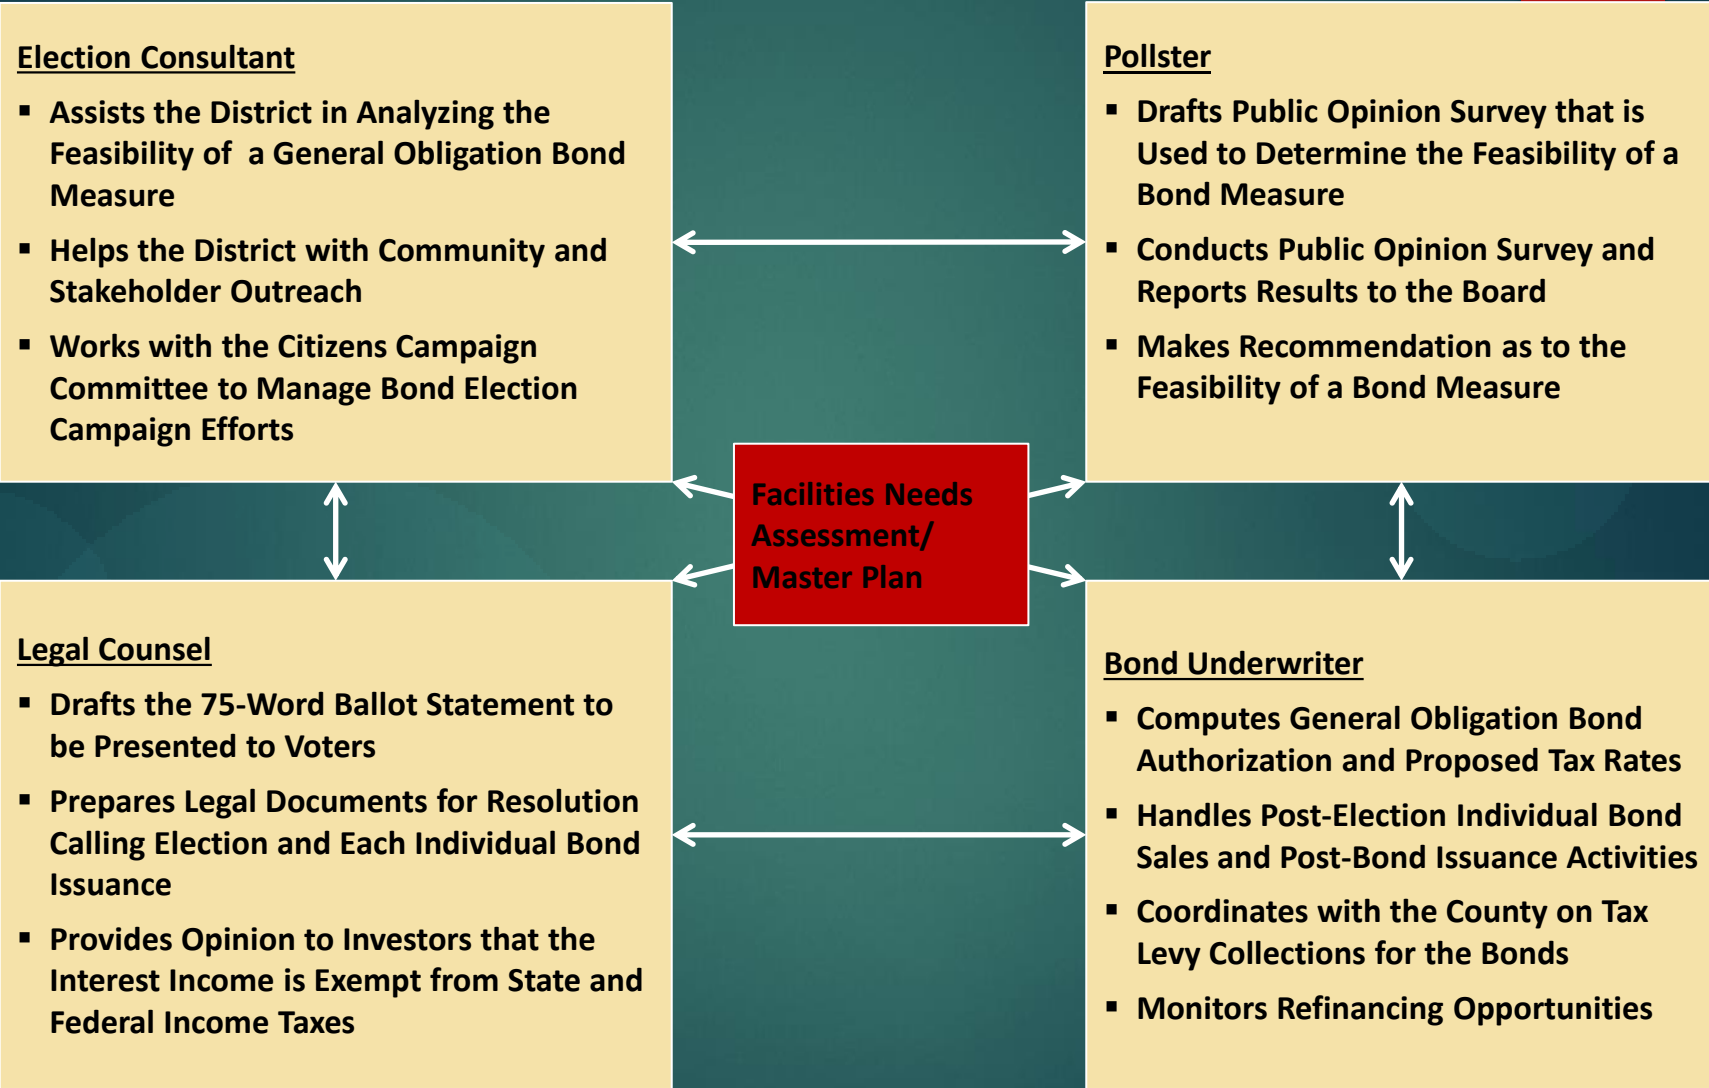 Election Consultant
▪ Assists the District in Analyzing the
Feasibility of  a General Obligation Bond
Measure
▪ Helps the District with Community and
Stakeholder Outreach
▪ Works with the Citizens Campaign
Committee to Manage Bond Election
Campaign Efforts
Pollster
▪ Drafts Public Opinion Survey that is
Used to Determine the Feasibility of a
Bond Measure
▪ Conducts Public Opinion Survey and
Reports Results to the Board
▪ Makes Recommendation as to the
Feasibility of a Bond Measure
Facilities Needs
Assessment/
Master Plan
Legal Counsel
▪ Drafts the 75-Word Ballot Statement to
be Presented to Voters
▪ Prepares Legal Documents for Resolution
Calling Election and Each Individual Bond
Issuance
▪ Provides Opinion to Investors that the
Interest Income is Exempt from State and
Federal Income Taxes
Bond Underwriter
▪ Computes General Obligation Bond
Authorization and Proposed Tax Rates
▪ Handles Post-Election Individual Bond
Sales and Post-Bond Issuance Activities
▪ Coordinates with the County on Tax
Levy Collections for the Bonds
▪ Monitors Refinancing Opportunities